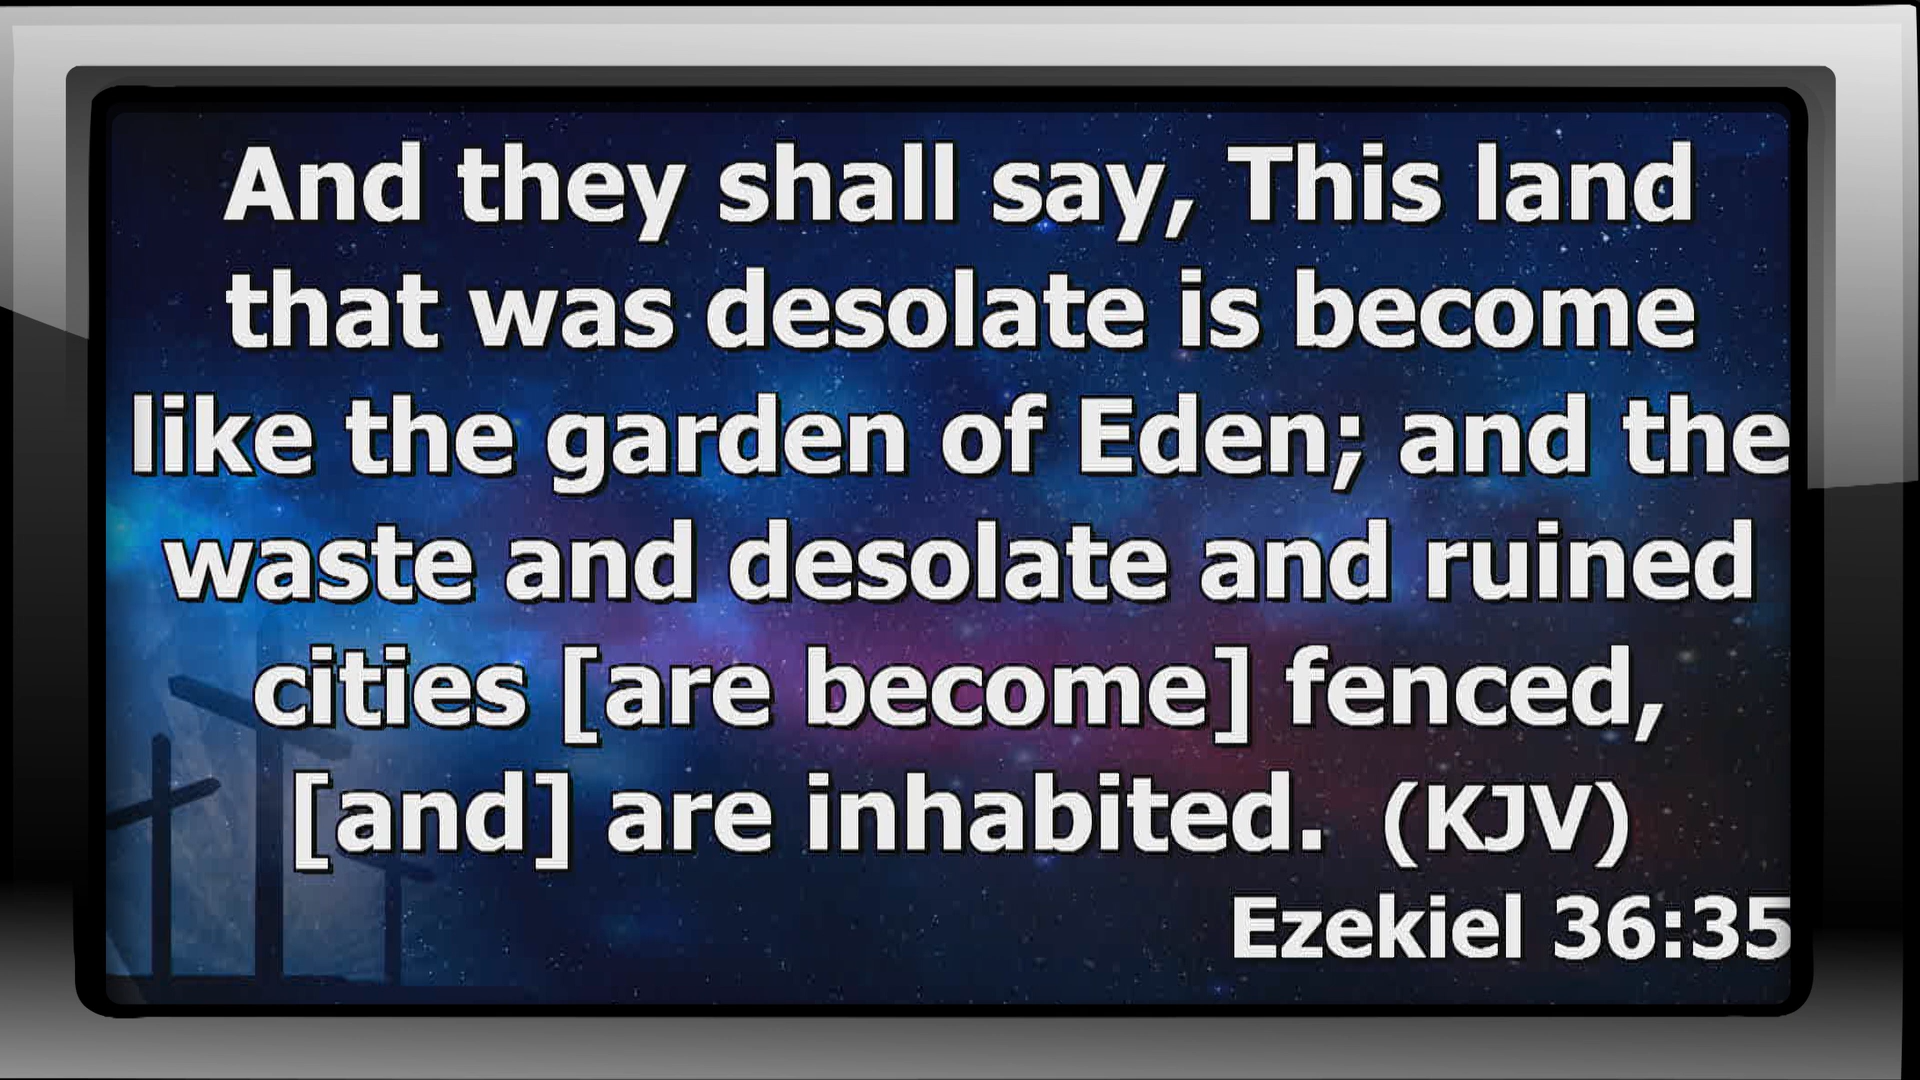 And they shall say, This land
that was desolate is become
like the garden of Eden; and the
waste and desolate and ruined
cities [are become] fenced,
[and] are inhabited. (KJV)
Ezekiel 36:35